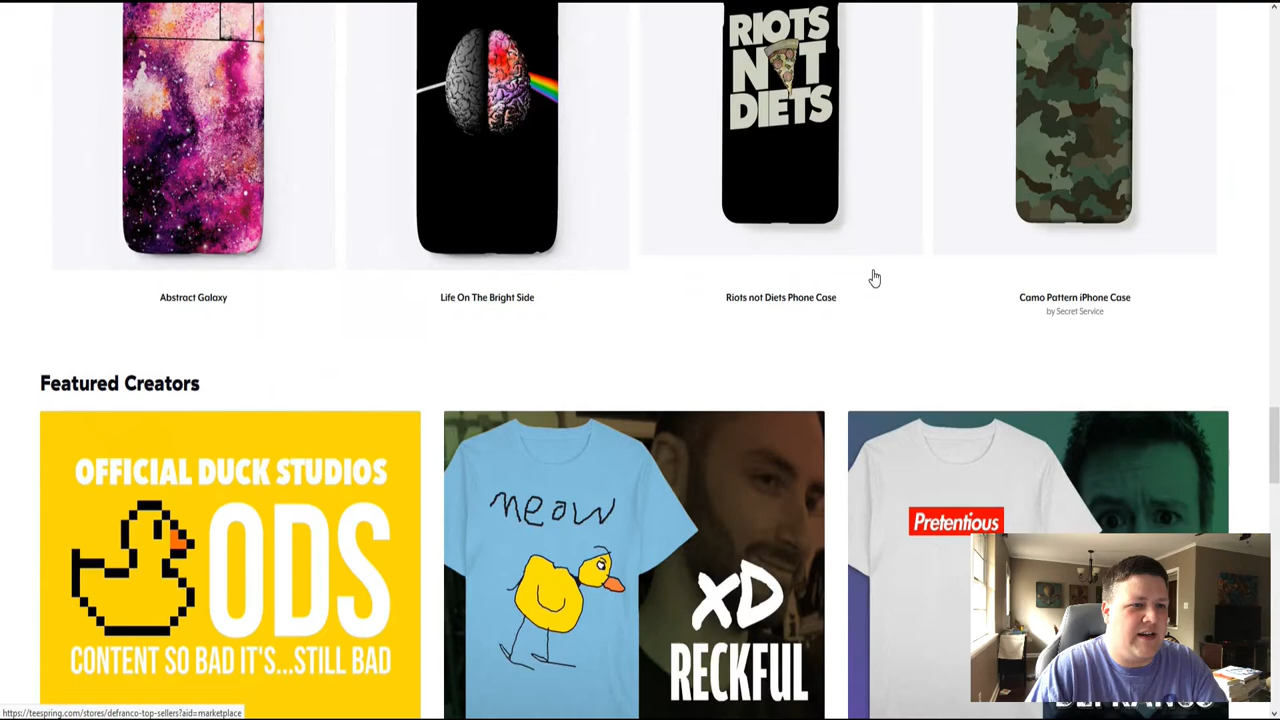 RIOTS
NOT
DIETS
Abstract Galaxy
Life On The Bright Side
Riots not Diets Phone Case
Camo Pattern iPhone Case
by Secret Service
Featured Creators
OFFICIAL DUCK STUDIOS
ODS
CONTENT SO BAD IT'S...STILL BAD
meow
XD
RECKFUL
Pretentious
DEFRANCO
https://teespring.com/stores/defranco-top-sellers?aid=marketplace